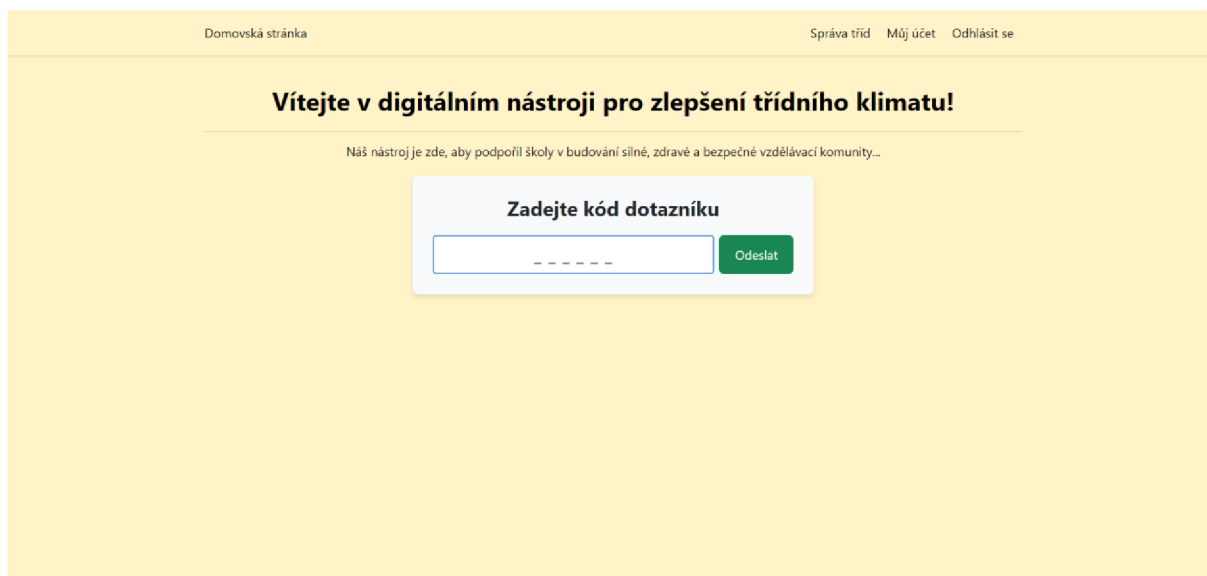 Domovská stránka Správa tříd Můj účet Odhlásit se
Vítejte v digitálním nástroji pro zlepšení třídního klimatu!
Náš nástroj je zde, aby podpořil školy v budování silné, zdravé a bezpečné vzdělávací komunity...
Zadejte kód dotazníku
_ _ _ _ _ _ Odeslat